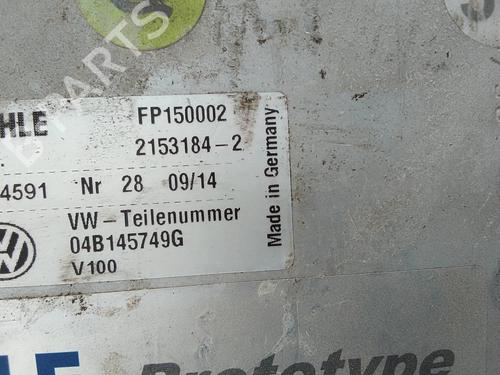 HLE
FP150002
2153184-2
4591 Nr 28 09/14
VW-Teilenummer
04B145749G
V100
Made in Germany
Prototype